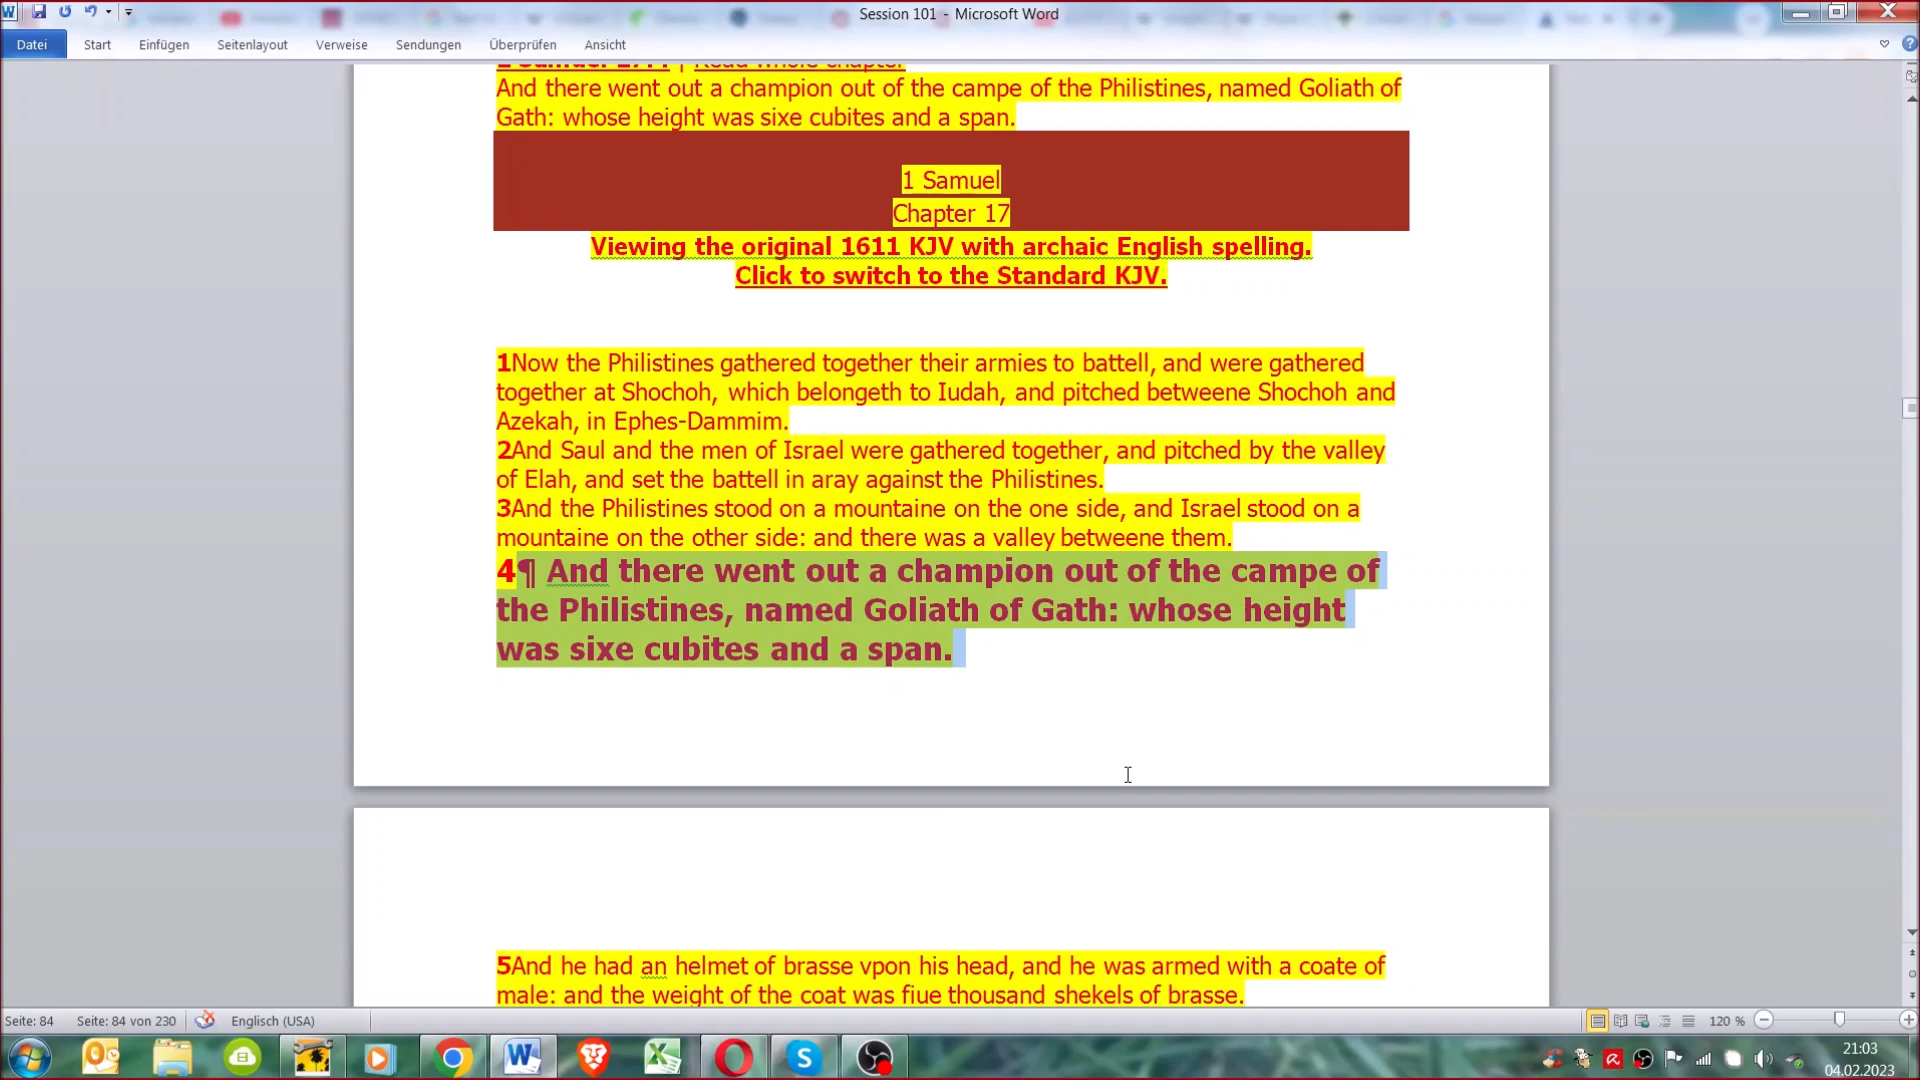 Session 101 - Microsoft Word
Datei Start Einfügen Seitenlayout Verweise Sendungen Überprüfen Ansicht
And there went out a champion out of the campe of the Philistines, named Goliath of
Gath: whose height was sixe cubites and a span.
1 Samuel
Chapter 17
Viewing the original 1611 KJV with archaic English spelling.
Click to switch to the Standard KJV.
1Now the Philistines gathered together their armies to battell, and were gathered
together at Shochoh, which belongeth to Iudah, and pitched betweene Shochoh and
Azekah, in Ephes-Dammim.
2And Saul and the men of Israel were gathered together, and pitched by the valley
of Elah, and set the battell in aray against the Philistines.
3And the Philistines stood on a mountaine on the one side, and Israel stood on a
mountaine on the other side: and there was a valley betweene them.
4¶ And there went out a champion out of the campe of
the Philistines, named Goliath of Gath: whose height
was sixe cubites and a span.
5And he had an helmet of brasse vpon his head, and he was armed with a coate of
male: and the weight of the coat was fiue thousand shekels of brasse.
Seite: 84 Seite: 84 von 230 Englisch (USA) 120 %
21:03
04.02.2023